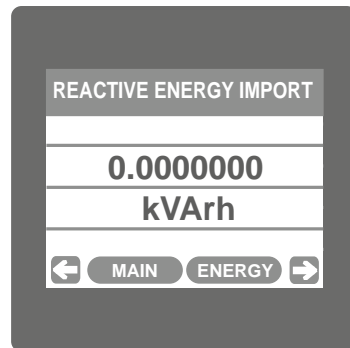 REACTIVE ENERGY IMPORT
0.0000000
kVArh
MAIN ENERGY